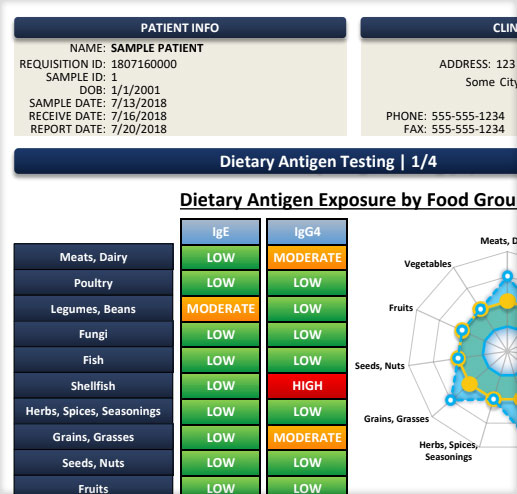 PATIENT INFO
NAME: SAMPLE PATIENT
REQUISITION ID: 1807160000
SAMPLE ID: 1
DOB: 1/1/2001
SAMPLE DATE: 7/13/2018
RECEIVE DATE: 7/16/2018
REPORT DATE: 7/20/2018
CLIN
ADDRESS: 123
Some City
PHONE: 555-555-1234
FAX: 555-555-1234
Dietary Antigen Testing | 1/4
Dietary Antigen Exposure by Food Grou
IgE IgG4
Meats, Dairy LOW MODERATE
Poultry LOW LOW
Legumes, Beans MODERATE LOW
Fungi LOW LOW
Fish LOW LOW
Shellfish LOW HIGH
Herbs, Spices, Seasonings LOW LOW
Grains, Grasses LOW MODERATE
Seeds, Nuts LOW LOW
Fruits LOW LOW
Meats, D
Vegetables
Fruits
Seeds, Nuts
Grains, Grasses
Herbs, Spices,
Seasonings